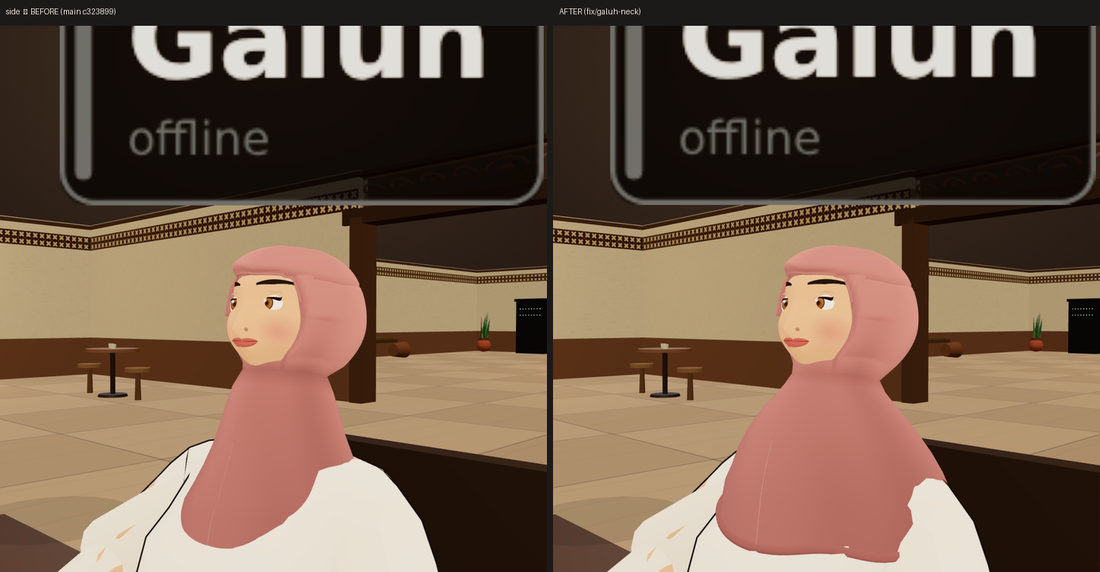 side BEFORE (main c323899)
AFTER (fix/galuh-neck)
Galuh
offline
Galuh
offline